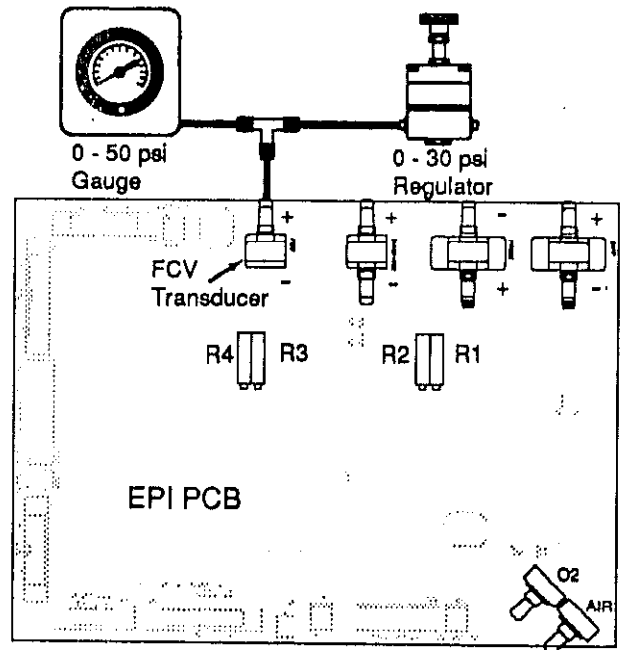 0 - 50 psi
Gauge
0 - 30 psi
Regulator
+
+
-
+
FCV
Transducer
-
-
+
-
R4
R3
R2
R1
EPI PCB
O2
AIR